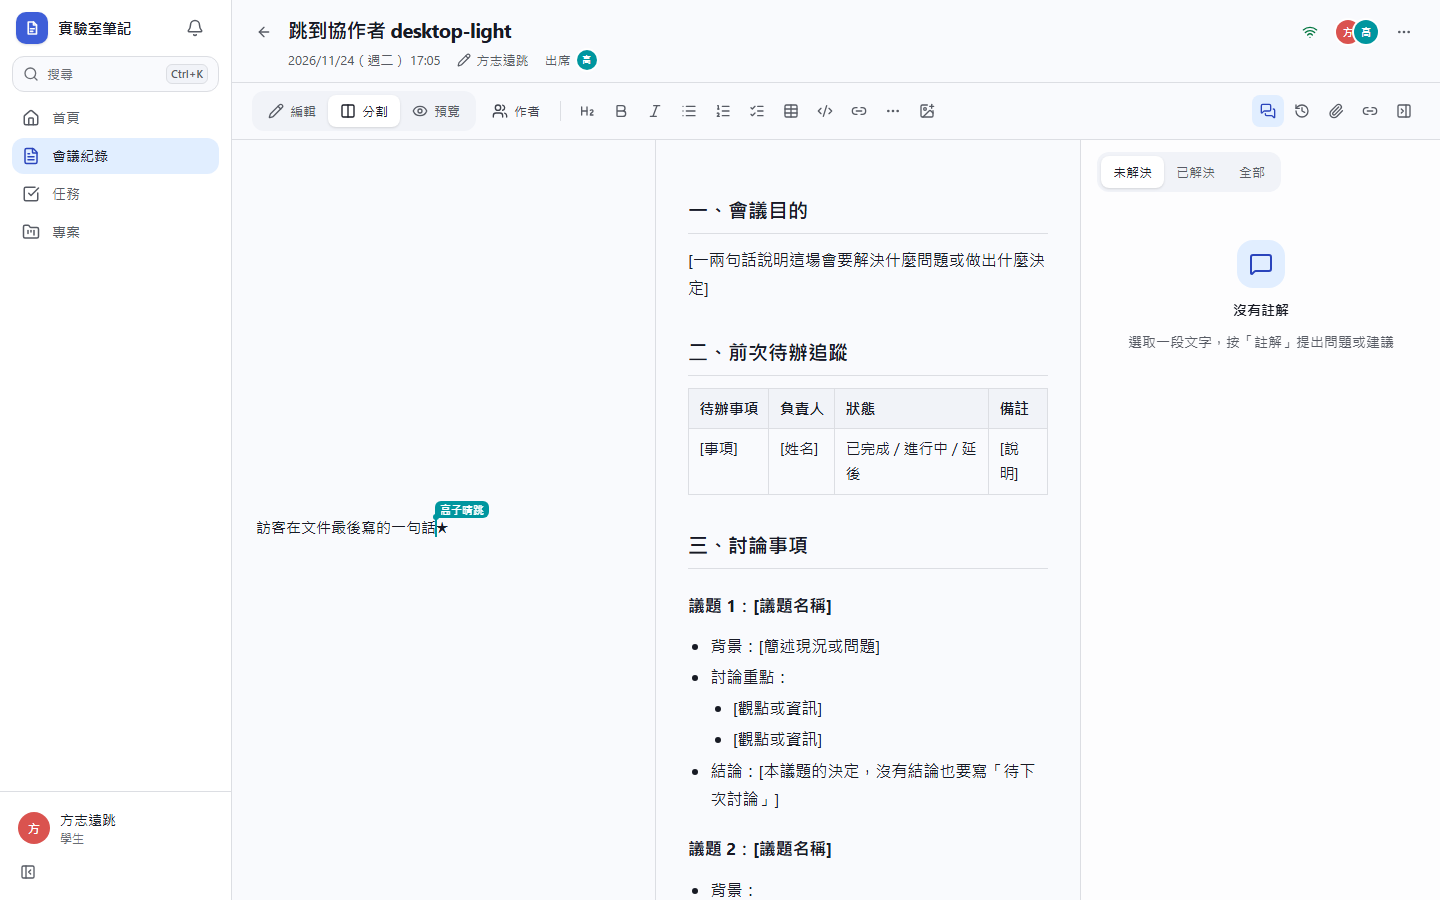 實驗室筆記
搜尋
Ctrl+K
首頁
會議紀錄
任務
專案
方
方志遠跳
學生
跳到協作者 desktop-light
2026/11/24（週二）17:05
方志遠跳
出席
高
方
高
編輯
分割
預覽
作者
H2
訪客在文件最後寫的一句話★
高子晴跳
一、會議目的
[一兩句話說明這場會要解決什麼問題或做出什麼決
定]
二、前次待辦追蹤
待辦事項 負責人 狀態 備註
[事項] [姓名] 已完成 / 進行中 / 延
後
[說
明]
三、討論事項
議題 1：[議題名稱]
背景：[簡述現況或問題]
討論重點：
[觀點或資訊]
[觀點或資訊]
結論：[本議題的決定，沒有結論也要寫「待下
次討論」]
議題 2：[議題名稱]
背景：
未解決
已解決
全部
沒有註解
選取一段文字，按「註解」提出問題或建議